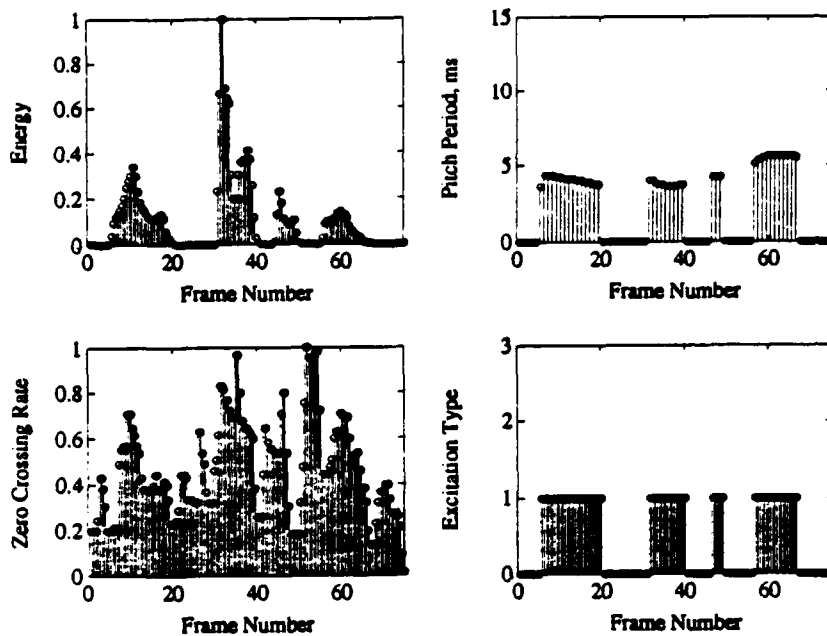 Energy
1
0.8
0.6
0.4
0.2
0
0 20 40 60
Frame Number
Pitch Period, ms
15
10
5
0
0 20 40 60
Frame Number
Zero Crossing Rate
1
0.8
0.6
0.4
0.2
0
0 20 40 60
Frame Number
Excitation Type
3
2
1
0
0 20 40 60
Frame Number